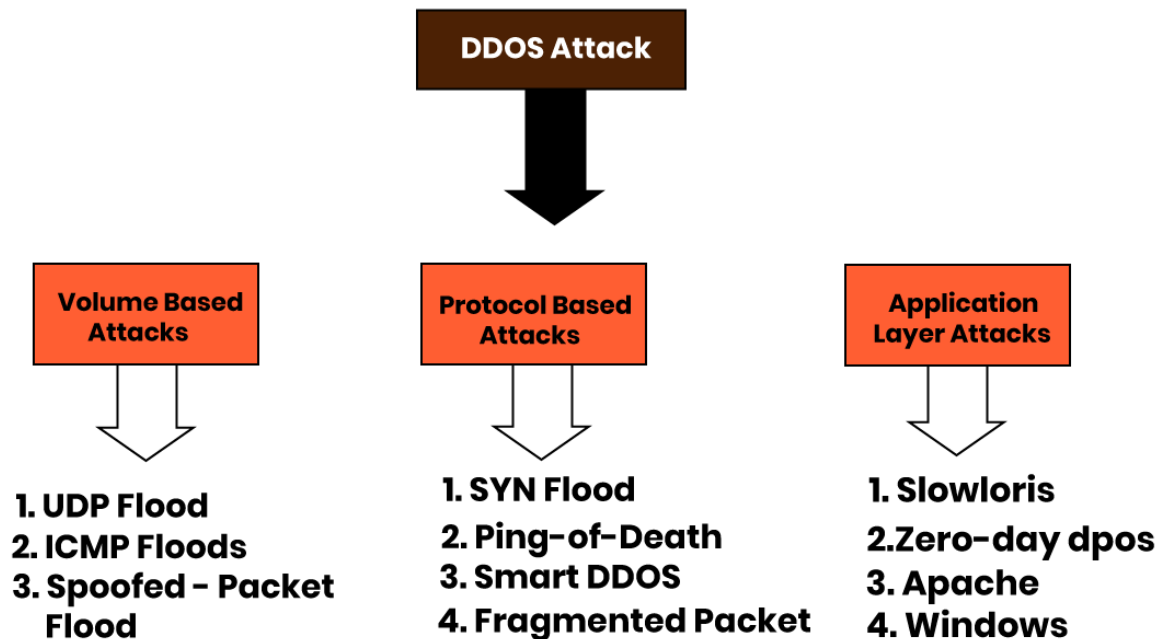 DDOS Attack
Volume Based
Attacks
1. UDP Flood
2. ICMP Floods
3. Spoofed - Packet
Flood
Protocol Based
Attacks
1. SYN Flood
2. Ping-of-Death
3. Smart DDOS
4. Fragmented Packet
Application
Layer Attacks
1. Slowloris
2.Zero-day dpos
3. Apache
4. Windows